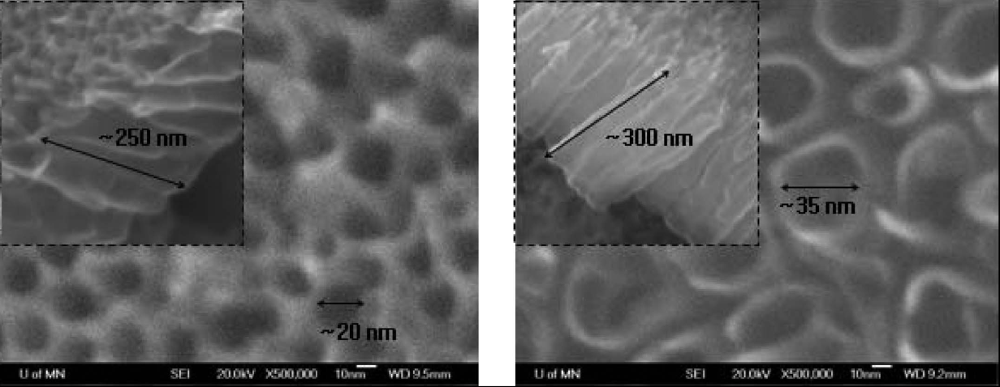 ~250 nm
~20 nm
U of MN SEI 20.0kV X500,000 10nm WD 9.5mm
~300 nm
~35 nm
U of MN SEI 20.0kV X500,000 10nm WD 9.2mm